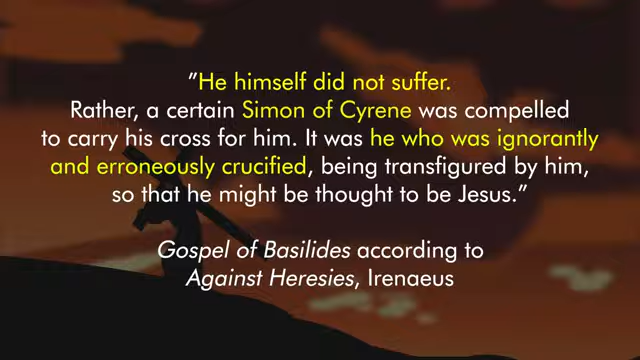 ”He himself did not suffer.
Rather, a certain Simon of Cyrene was compelled
to carry his cross for him. It was he who was ignorantly
and erroneously crucified, being transfigured by him,
so that he might be thought to be Jesus.”
Gospel of Basilides according to
Against Heresies, Irenaeus